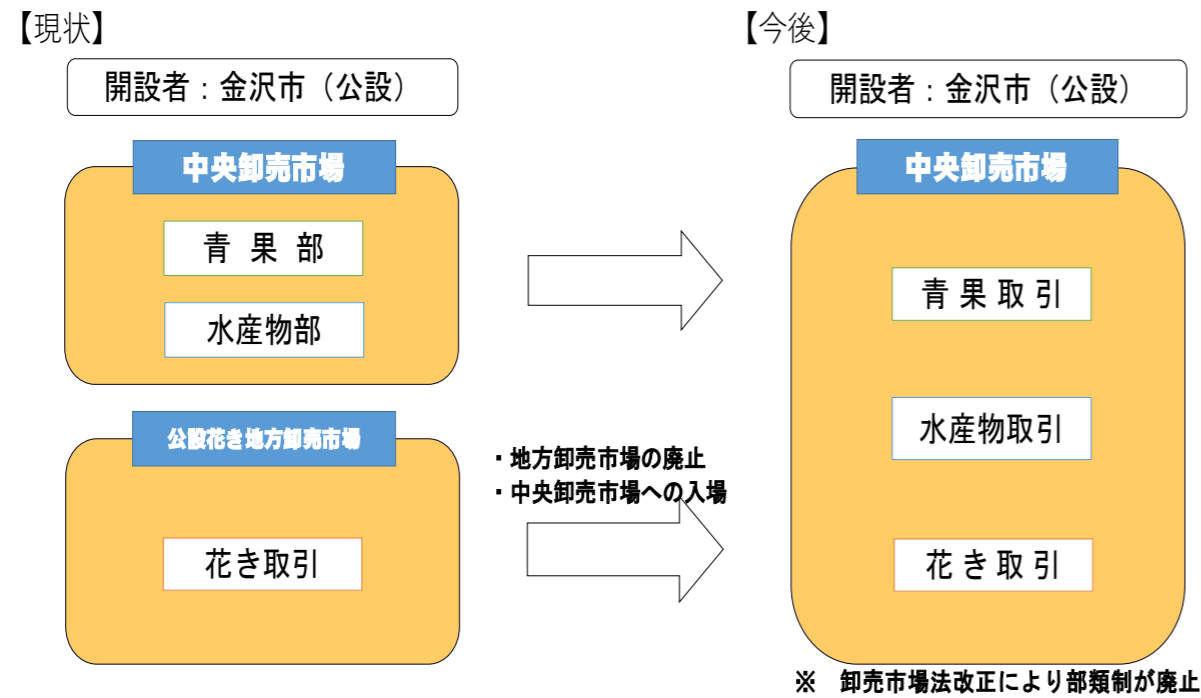 【現状】
開設者：金沢市（公設）
中央卸売市場
青 果 部
水産物部
公設花き地方卸売市場
花き取引
・地方卸売市場の廃止
・中央卸売市場への入場
【今後】
開設者：金沢市（公設）
中央卸売市場
青 果 取 引
水産物取引
花 き 取 引
※　卸売市場法改正により部類制が廃止